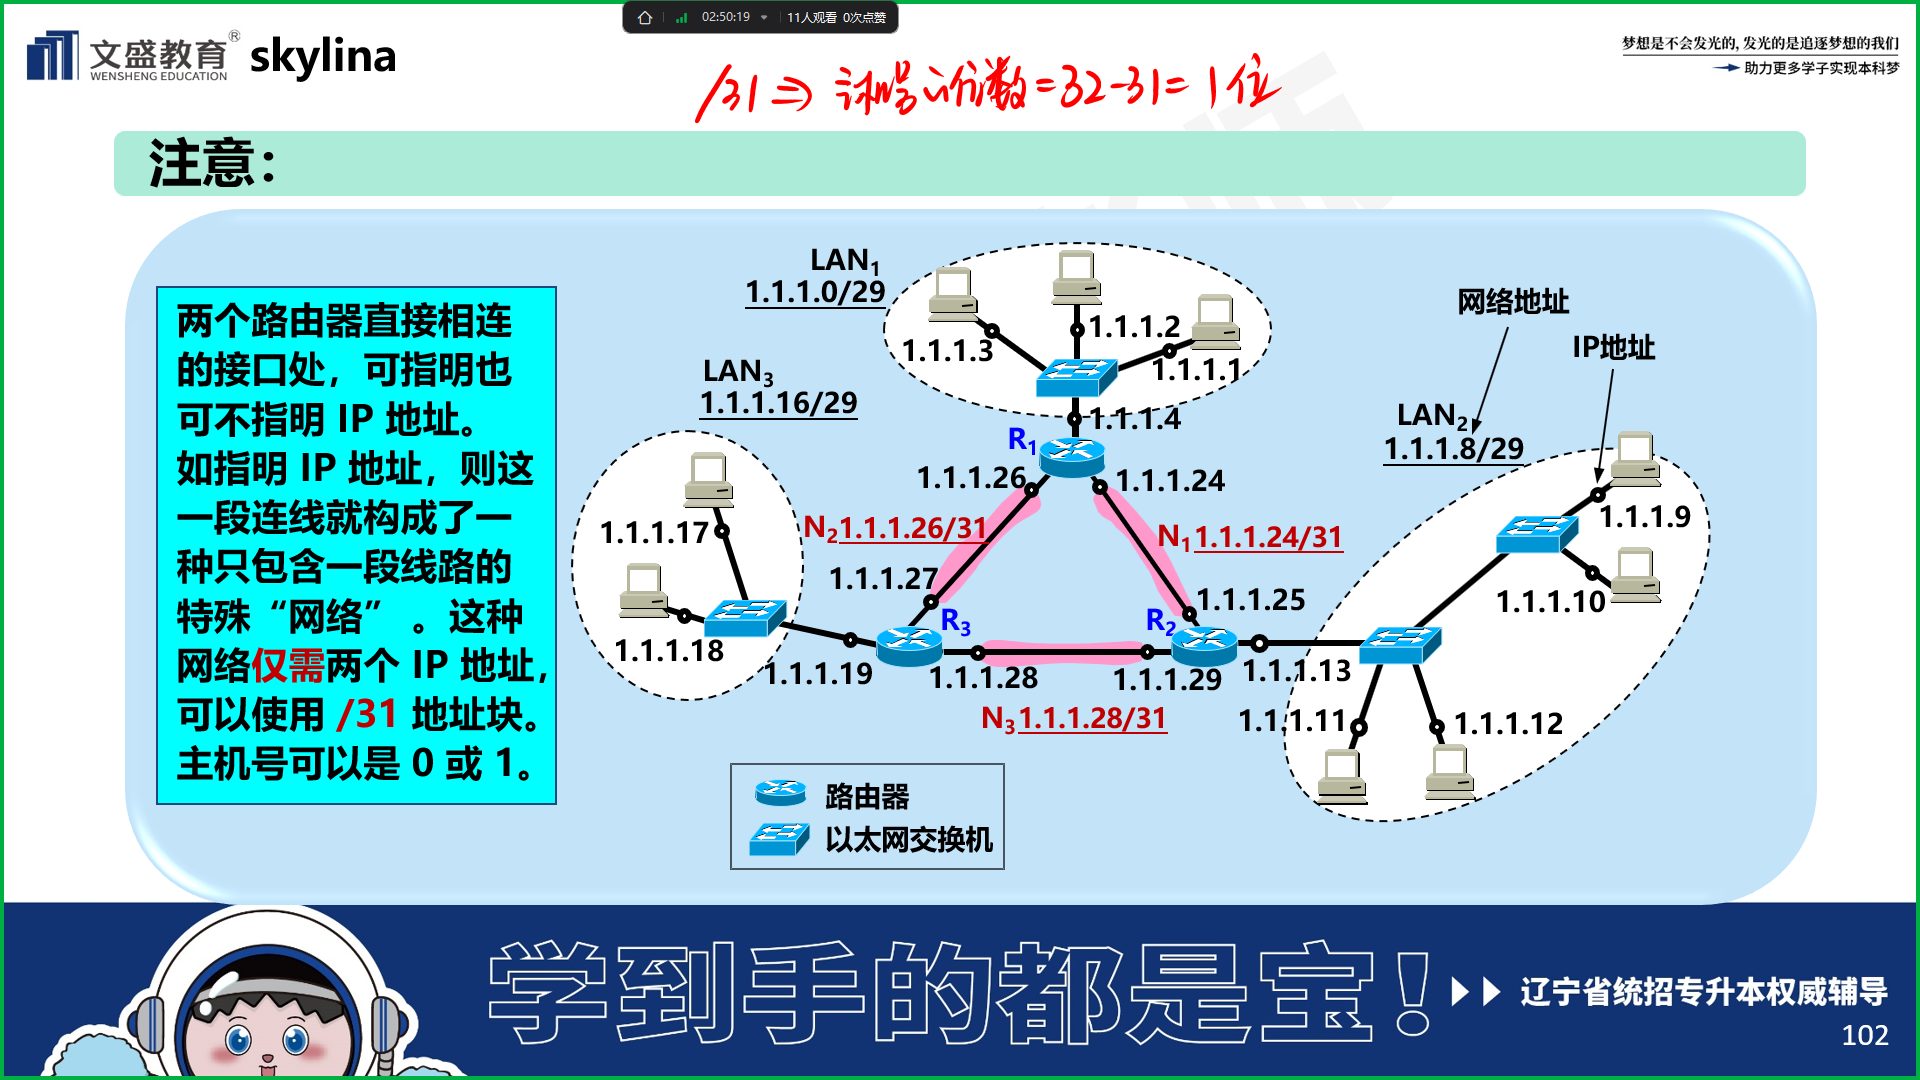 02:50:19 11人观看 0次点赞
文盛教育®
WENSHENG EDUCATION
skylina
梦想是不会发光的,发光的是追逐梦想的我们
助力更多学子实现本科梦
/31 ⇒ 主机号位数=32-31=1位
注意：
两个路由器直接相连
的接口处，可指明也
可不指明 IP 地址。
如指明 IP 地址，则这
一段连线就构成了一
种只包含一段线路的
特殊“网络” 。这种
网络仅需两个 IP 地址，
可以使用 /31 地址块。
主机号可以是 0 或 1。
LAN1
1.1.1.0/29
1.1.1.3
1.1.1.2
1.1.1.1
1.1.1.4
LAN3
1.1.1.16/29
1.1.1.17
1.1.1.18
1.1.1.19
网络地址
IP地址
LAN2
1.1.1.8/29
1.1.1.9
1.1.1.10
1.1.1.11
1.1.1.12
1.1.1.13
R1
1.1.1.26
1.1.1.24
N2 1.1.1.26/31
N1 1.1.1.24/31
1.1.1.27
1.1.1.25
R3
R2
1.1.1.28
1.1.1.29
N3 1.1.1.28/31
路由器
以太网交换机
学到手的都是宝！
辽宁省统招专升本权威辅导
102